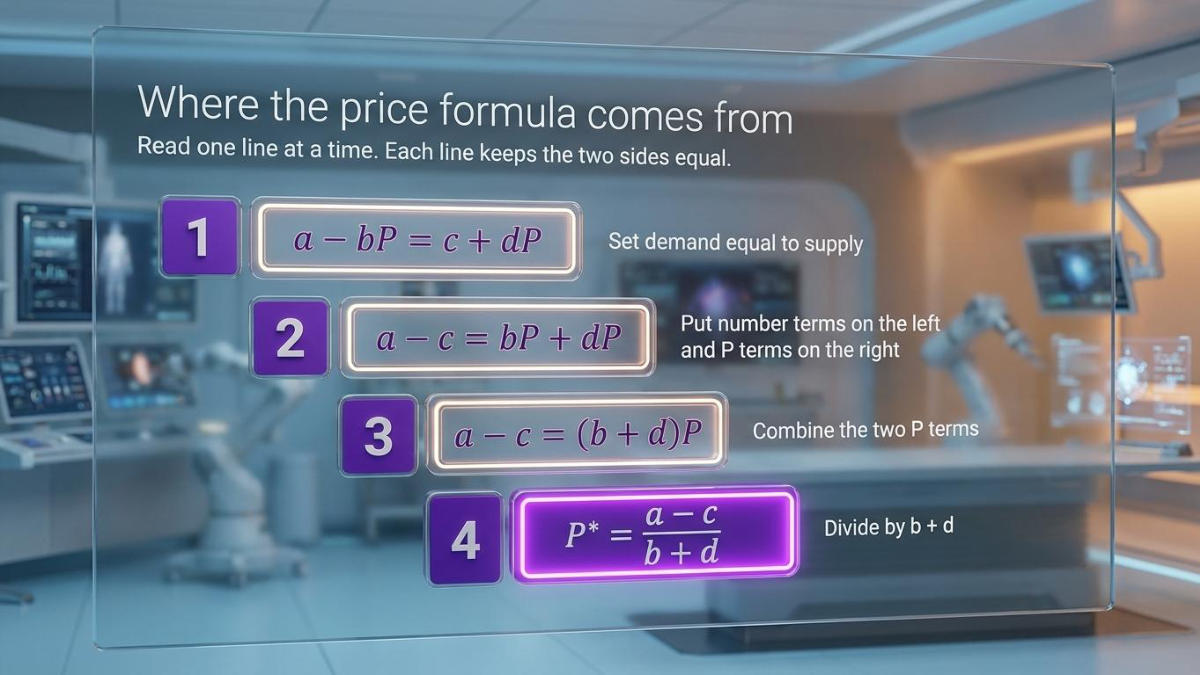 Where the price formula comes from
Read one line at a time. Each line keeps the two sides equal.
1
a − bP = c + dP
Set demand equal to supply
2
a − c = bP + dP
Put number terms on the left
and P terms on the right
3
a − c = (b + d)P
Combine the two P terms
4
P* = (a − c)/(b + d)
Divide by b + d